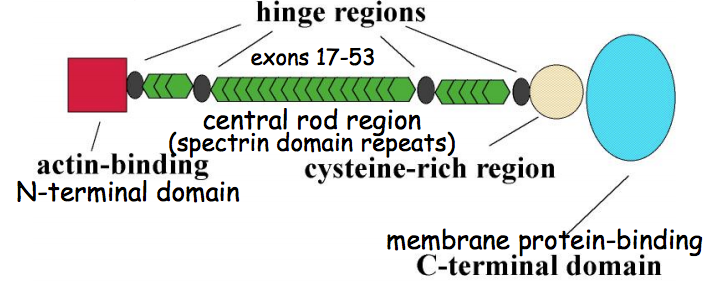 hinge regions
exons 17-53
central rod region
(spectrin domain repeats)
actin-binding
N-terminal domain
cysteine-rich region
membrane protein-binding
C-terminal domain